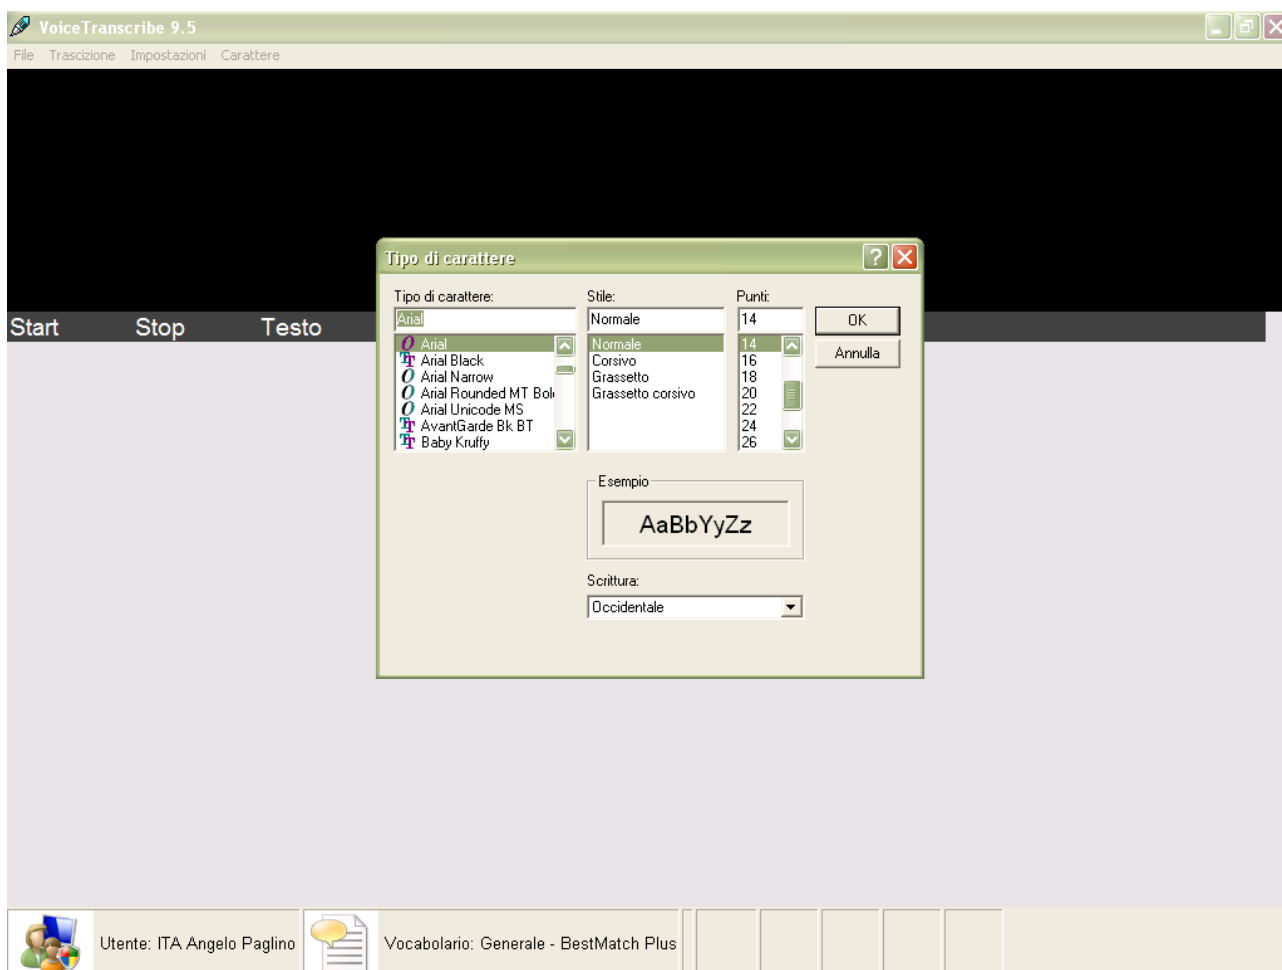 VoiceTranscribe 9.5
File Trascizione Impostazioni Carattere
Start Stop Testo
Tipo di carattere
Tipo di carattere: Stile: Punti:
Arial Normale 14 OK
Arial Normale 14 Annulla
Arial Black Corsivo 16
Arial Narrow Grassetto 18
Arial Rounded MT Bol Grassetto corsivo 20
Arial Unicode MS 22
AvantGarde Bk BT 24
Baby Kruffy 26
Esempio
AaBbYyZz
Scrittura:
Occidentale
Utente: ITA Angelo Paglino Vocabolario: Generale - BestMatch Plus